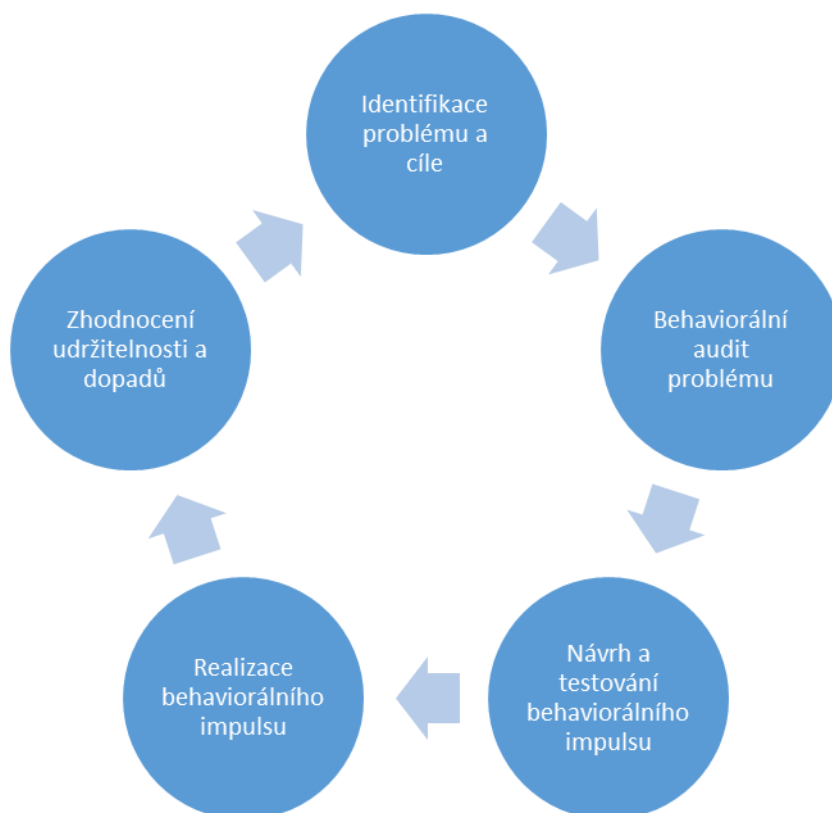 Identifikace
problému a
cíle
Behaviorální
audit
problému
Návrh a
testování
behaviorálního
impulsu
Realizace
behaviorálního
impulsu
Zhodnocení
udržitelnosti a
dopadů